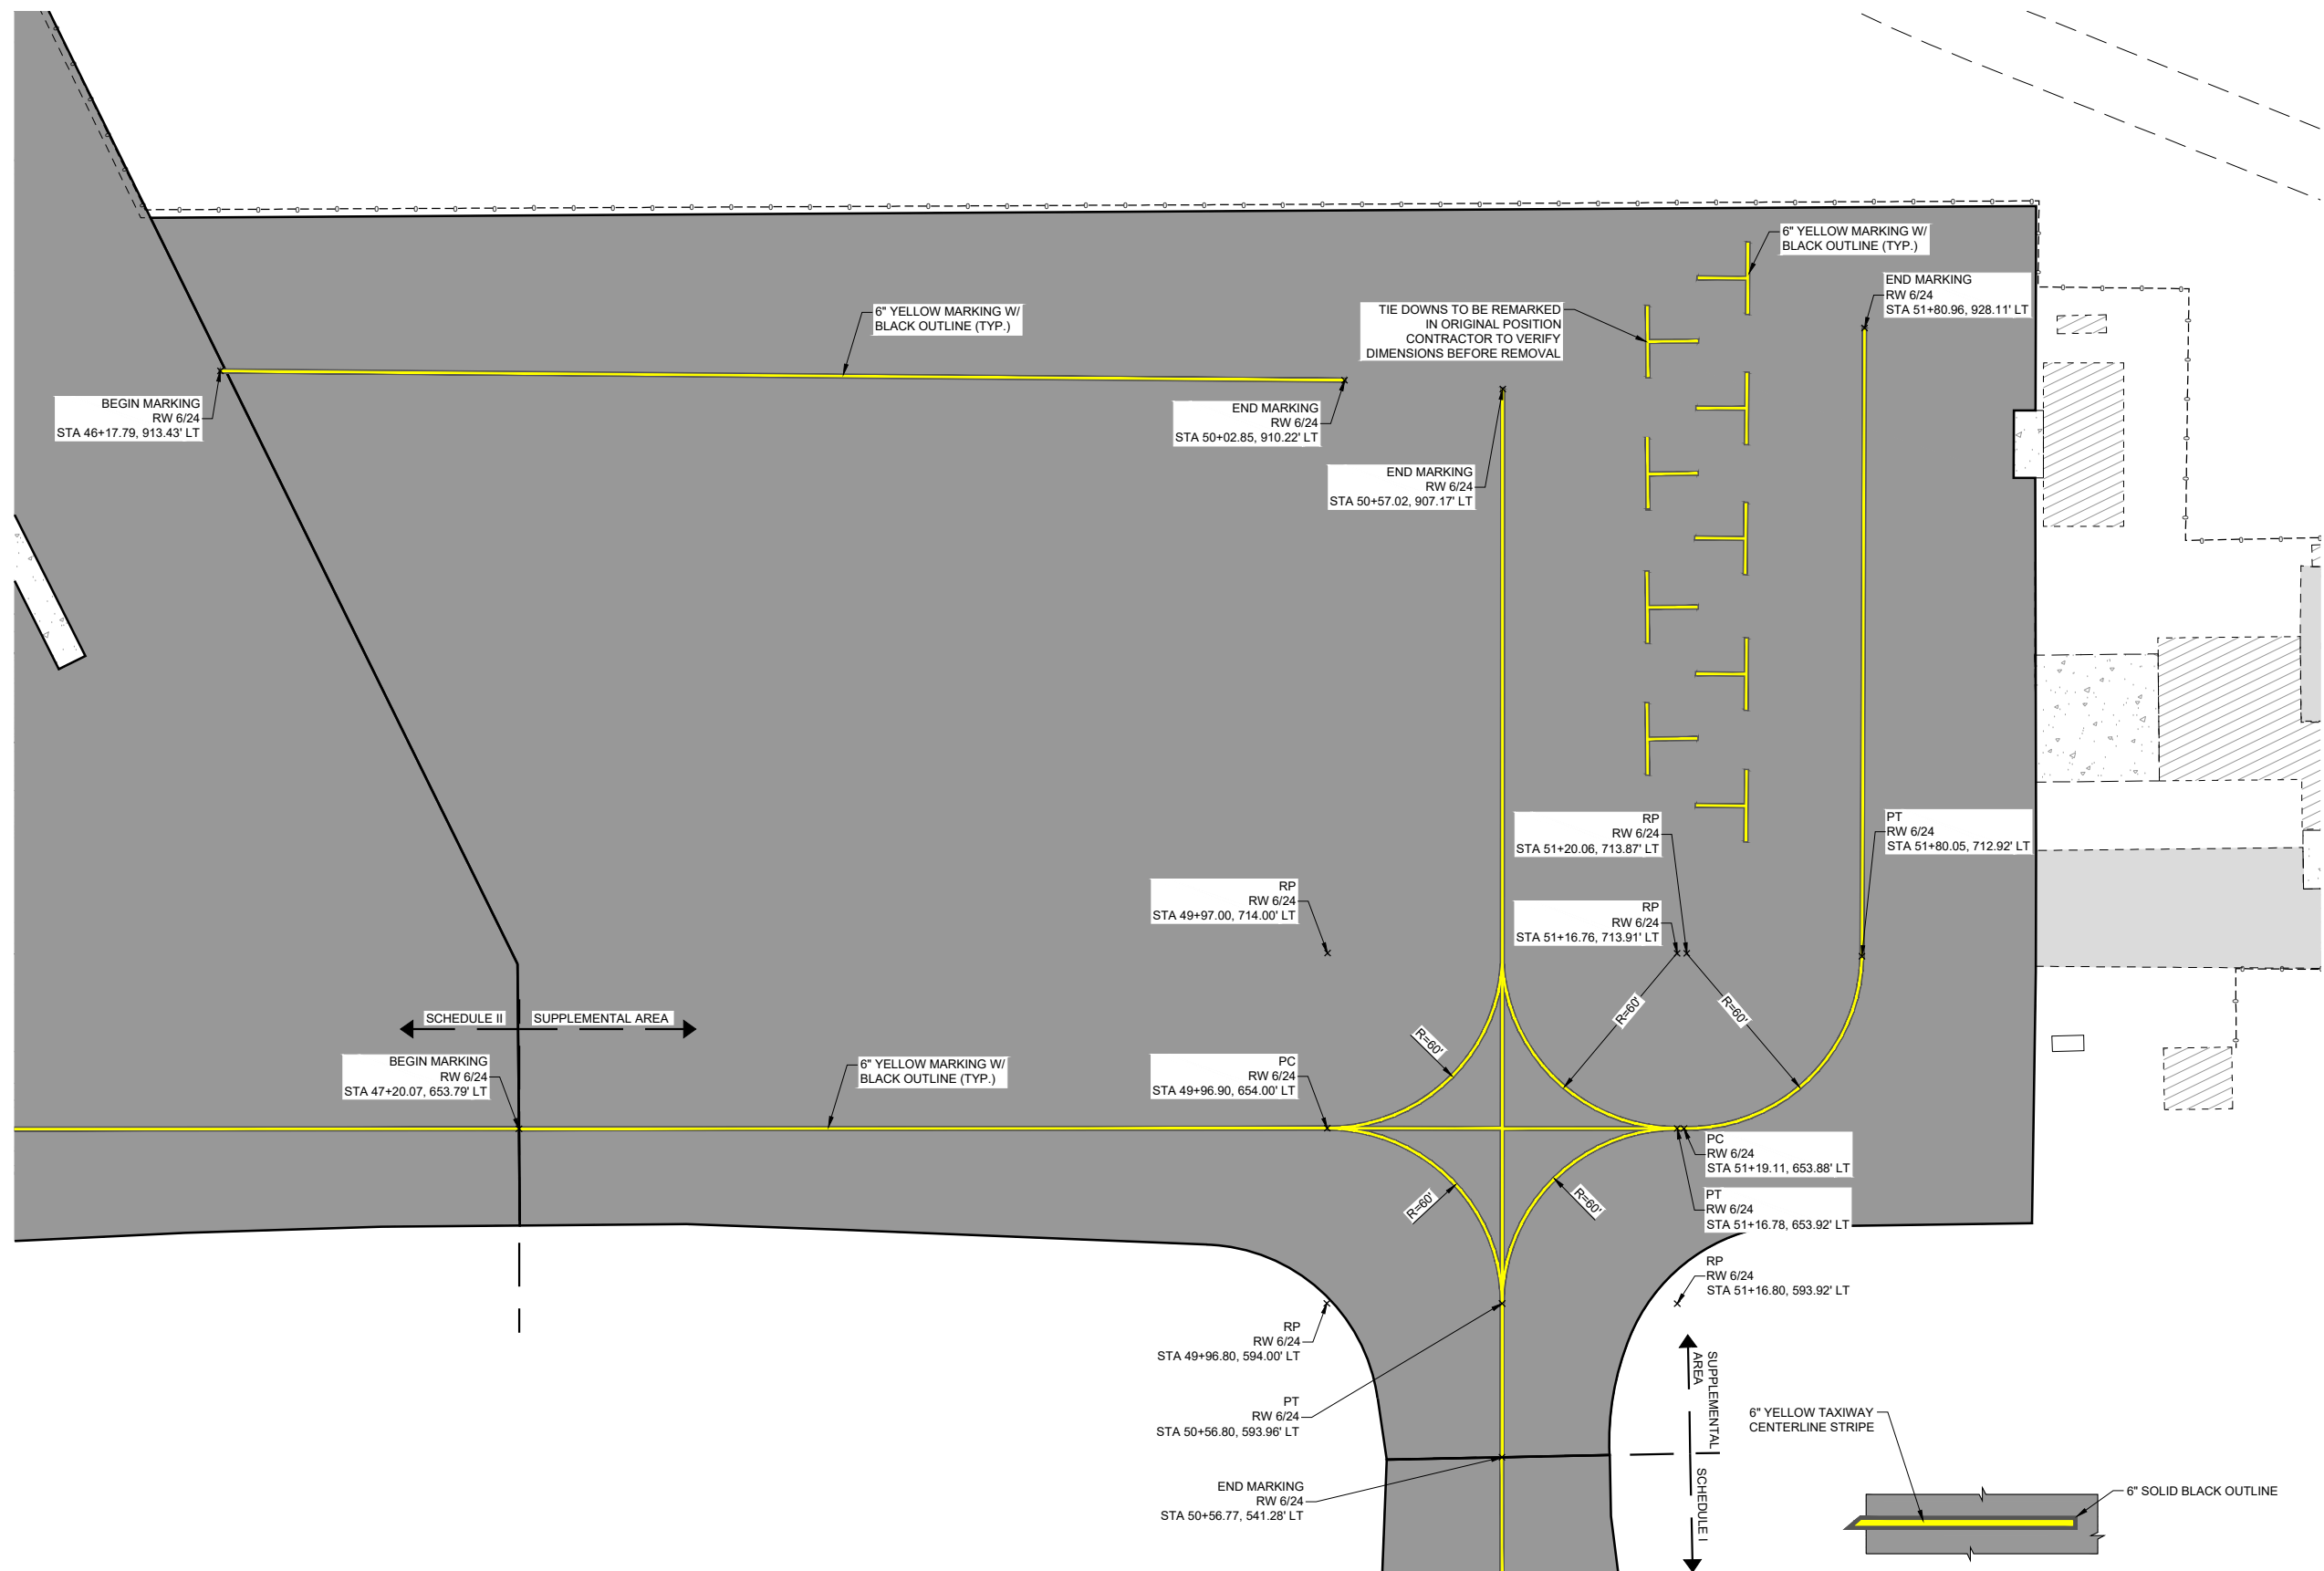 6" YELLOW MARKING W/
BLACK OUTLINE (TYP.)
END MARKING
RW 6/24
STA 51+80.96, 928.11' LT
6" YELLOW MARKING W/
BLACK OUTLINE (TYP.)
TIE DOWNS TO BE REMARKED
IN ORIGINAL POSITION
CONTRACTOR TO VERIFY
DIMENSIONS BEFORE REMOVAL
BEGIN MARKING
RW 6/24
STA 46+17.79, 913.43' LT
END MARKING
RW 6/24
STA 50+02.85, 910.22' LT
END MARKING
RW 6/24
STA 50+57.02, 907.17' LT
RP
RW 6/24
STA 51+20.06, 713.87' LT
PT
RW 6/24
STA 51+80.05, 712.92' LT
RP
RW 6/24
STA 49+97.00, 714.00' LT
RP
RW 6/24
STA 51+16.76, 713.91' LT
R=60'
R=60'
R=60'
SCHEDULE II
SUPPLEMENTAL AREA
BEGIN MARKING
RW 6/24
STA 47+20.07, 653.79' LT
6" YELLOW MARKING W/
BLACK OUTLINE (TYP.)
PC
RW 6/24
STA 49+96.90, 654.00' LT
PC
RW 6/24
STA 51+19.11, 653.88' LT
R=60'
R=60'
PT
RW 6/24
STA 51+16.78, 653.92' LT
RP
RW 6/24
STA 51+16.80, 593.92' LT
RP
RW 6/24
STA 49+96.80, 594.00' LT
PT
RW 6/24
STA 50+56.80, 593.96' LT
SUPPLEMENTAL
AREA
SCHEDULE I
END MARKING
RW 6/24
STA 50+56.77, 541.28' LT
6" YELLOW TAXIWAY
CENTERLINE STRIPE
6" SOLID BLACK OUTLINE